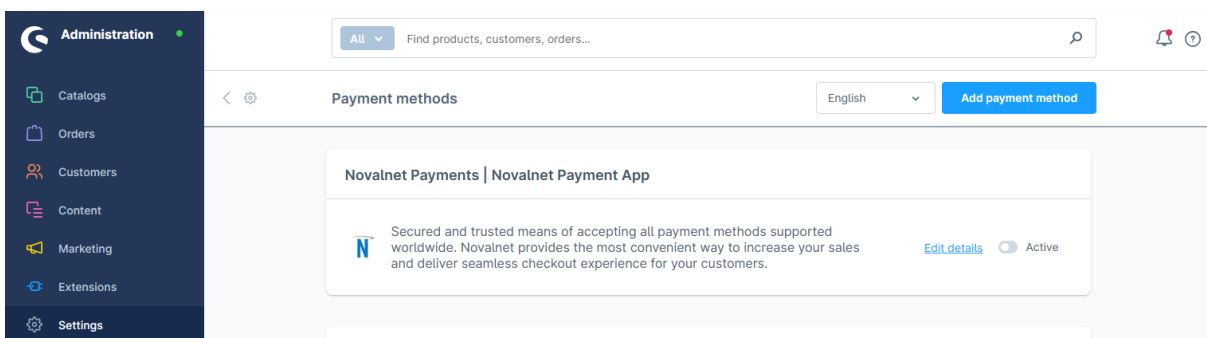 Administration
All
Find products, customers, orders...
Catalogs
Orders
Customers
Content
Marketing
Extensions
Settings
Payment methods
English
Add payment method
Novalnet Payments | Novalnet Payment App
N
Secured and trusted means of accepting all payment methods supported
worldwide. Novalnet provides the most convenient way to increase your sales
and deliver seamless checkout experience for your customers.
Edit details
Active